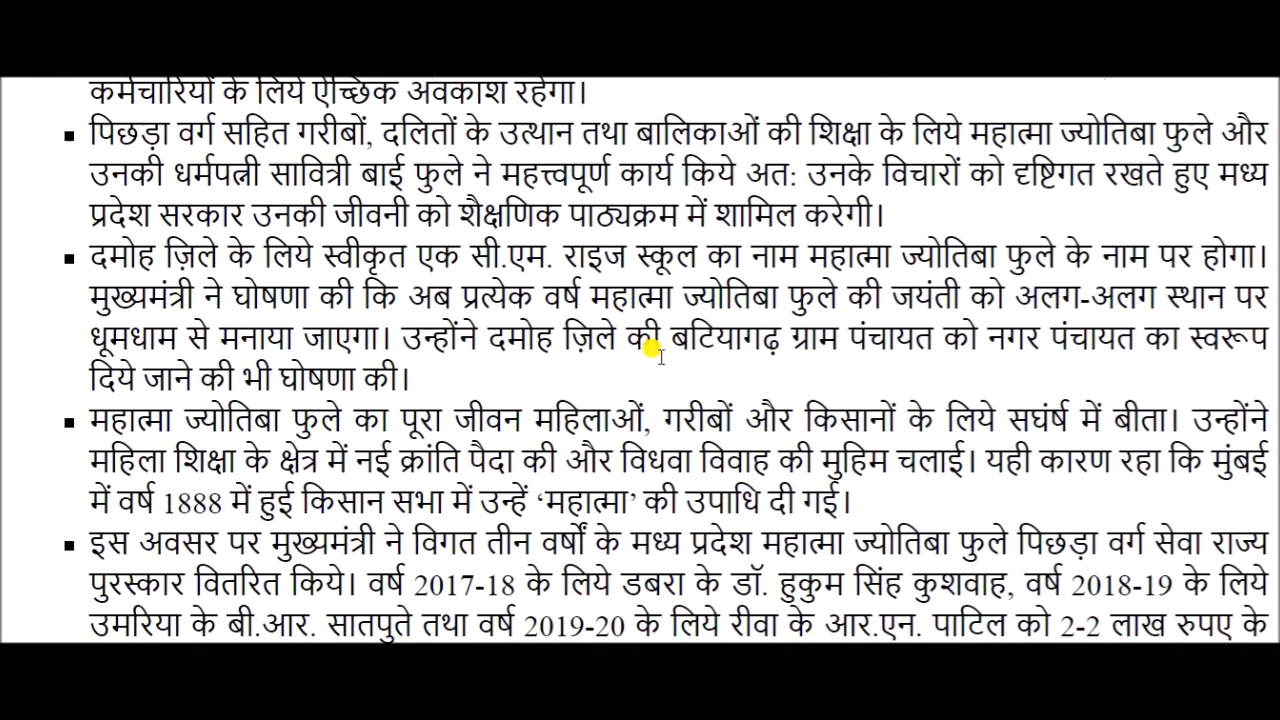 कर्मचारियों के लिये ऐच्छिक अवकाश रहेगा।
▪ पिछड़ा वर्ग सहित गरीबों, दलितों के उत्थान तथा बालिकाओं की शिक्षा के लिये महात्मा ज्योतिबा फुले और
उनकी धर्मपत्नी सावित्री बाई फुले ने महत्त्वपूर्ण कार्य किये अत: उनके विचारों को दृष्टिगत रखते हुए मध्य
प्रदेश सरकार उनकी जीवनी को शैक्षणिक पाठ्यक्रम में शामिल करेगी।
▪ दमोह ज़िले के लिये स्वीकृत एक सी.एम. राइज स्कूल का नाम महात्मा ज्योतिबा फुले के नाम पर होगा।
मुख्यमंत्री ने घोषणा की कि अब प्रत्येक वर्ष महात्मा ज्योतिबा फुले की जयंती को अलग-अलग स्थान पर
धूमधाम से मनाया जाएगा। उन्होंने दमोह ज़िले की बटियागढ़ ग्राम पंचायत को नगर पंचायत का स्वरूप
दिये जाने की भी घोषणा की।
▪ महात्मा ज्योतिबा फुले का पूरा जीवन महिलाओं, गरीबों और किसानों के लिये सघंर्ष में बीता। उन्होंने
महिला शिक्षा के क्षेत्र में नई क्रांति पैदा की और विधवा विवाह की मुहिम चलाई। यही कारण रहा कि मुंबई
में वर्ष 1888 में हुई किसान सभा में उन्हें ‘महात्मा’ की उपाधि दी गई।
▪ इस अवसर पर मुख्यमंत्री ने विगत तीन वर्षों के मध्य प्रदेश महात्मा ज्योतिबा फुले पिछड़ा वर्ग सेवा राज्य
पुरस्कार वितरित किये। वर्ष 2017-18 के लिये डबरा के डॉ. हुकुम सिंह कुशवाह, वर्ष 2018-19 के लिये
उमरिया के बी.आर. सातपुते तथा वर्ष 2019-20 के लिये रीवा के आर.एन. पाटिल को 2-2 लाख रुपए के